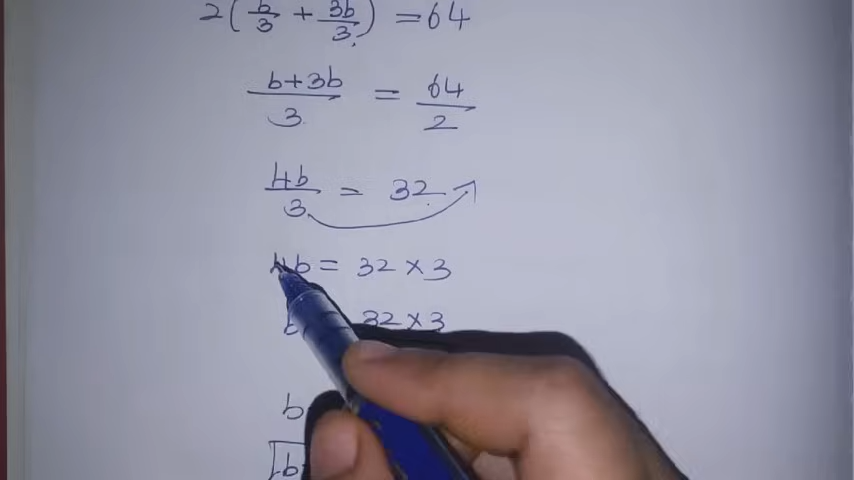 2(b/3 + 3b/3) = 64
b+3b/3 = 64/2
4b/3 = 32
4b = 32 × 3
b 32 × 3
b
b